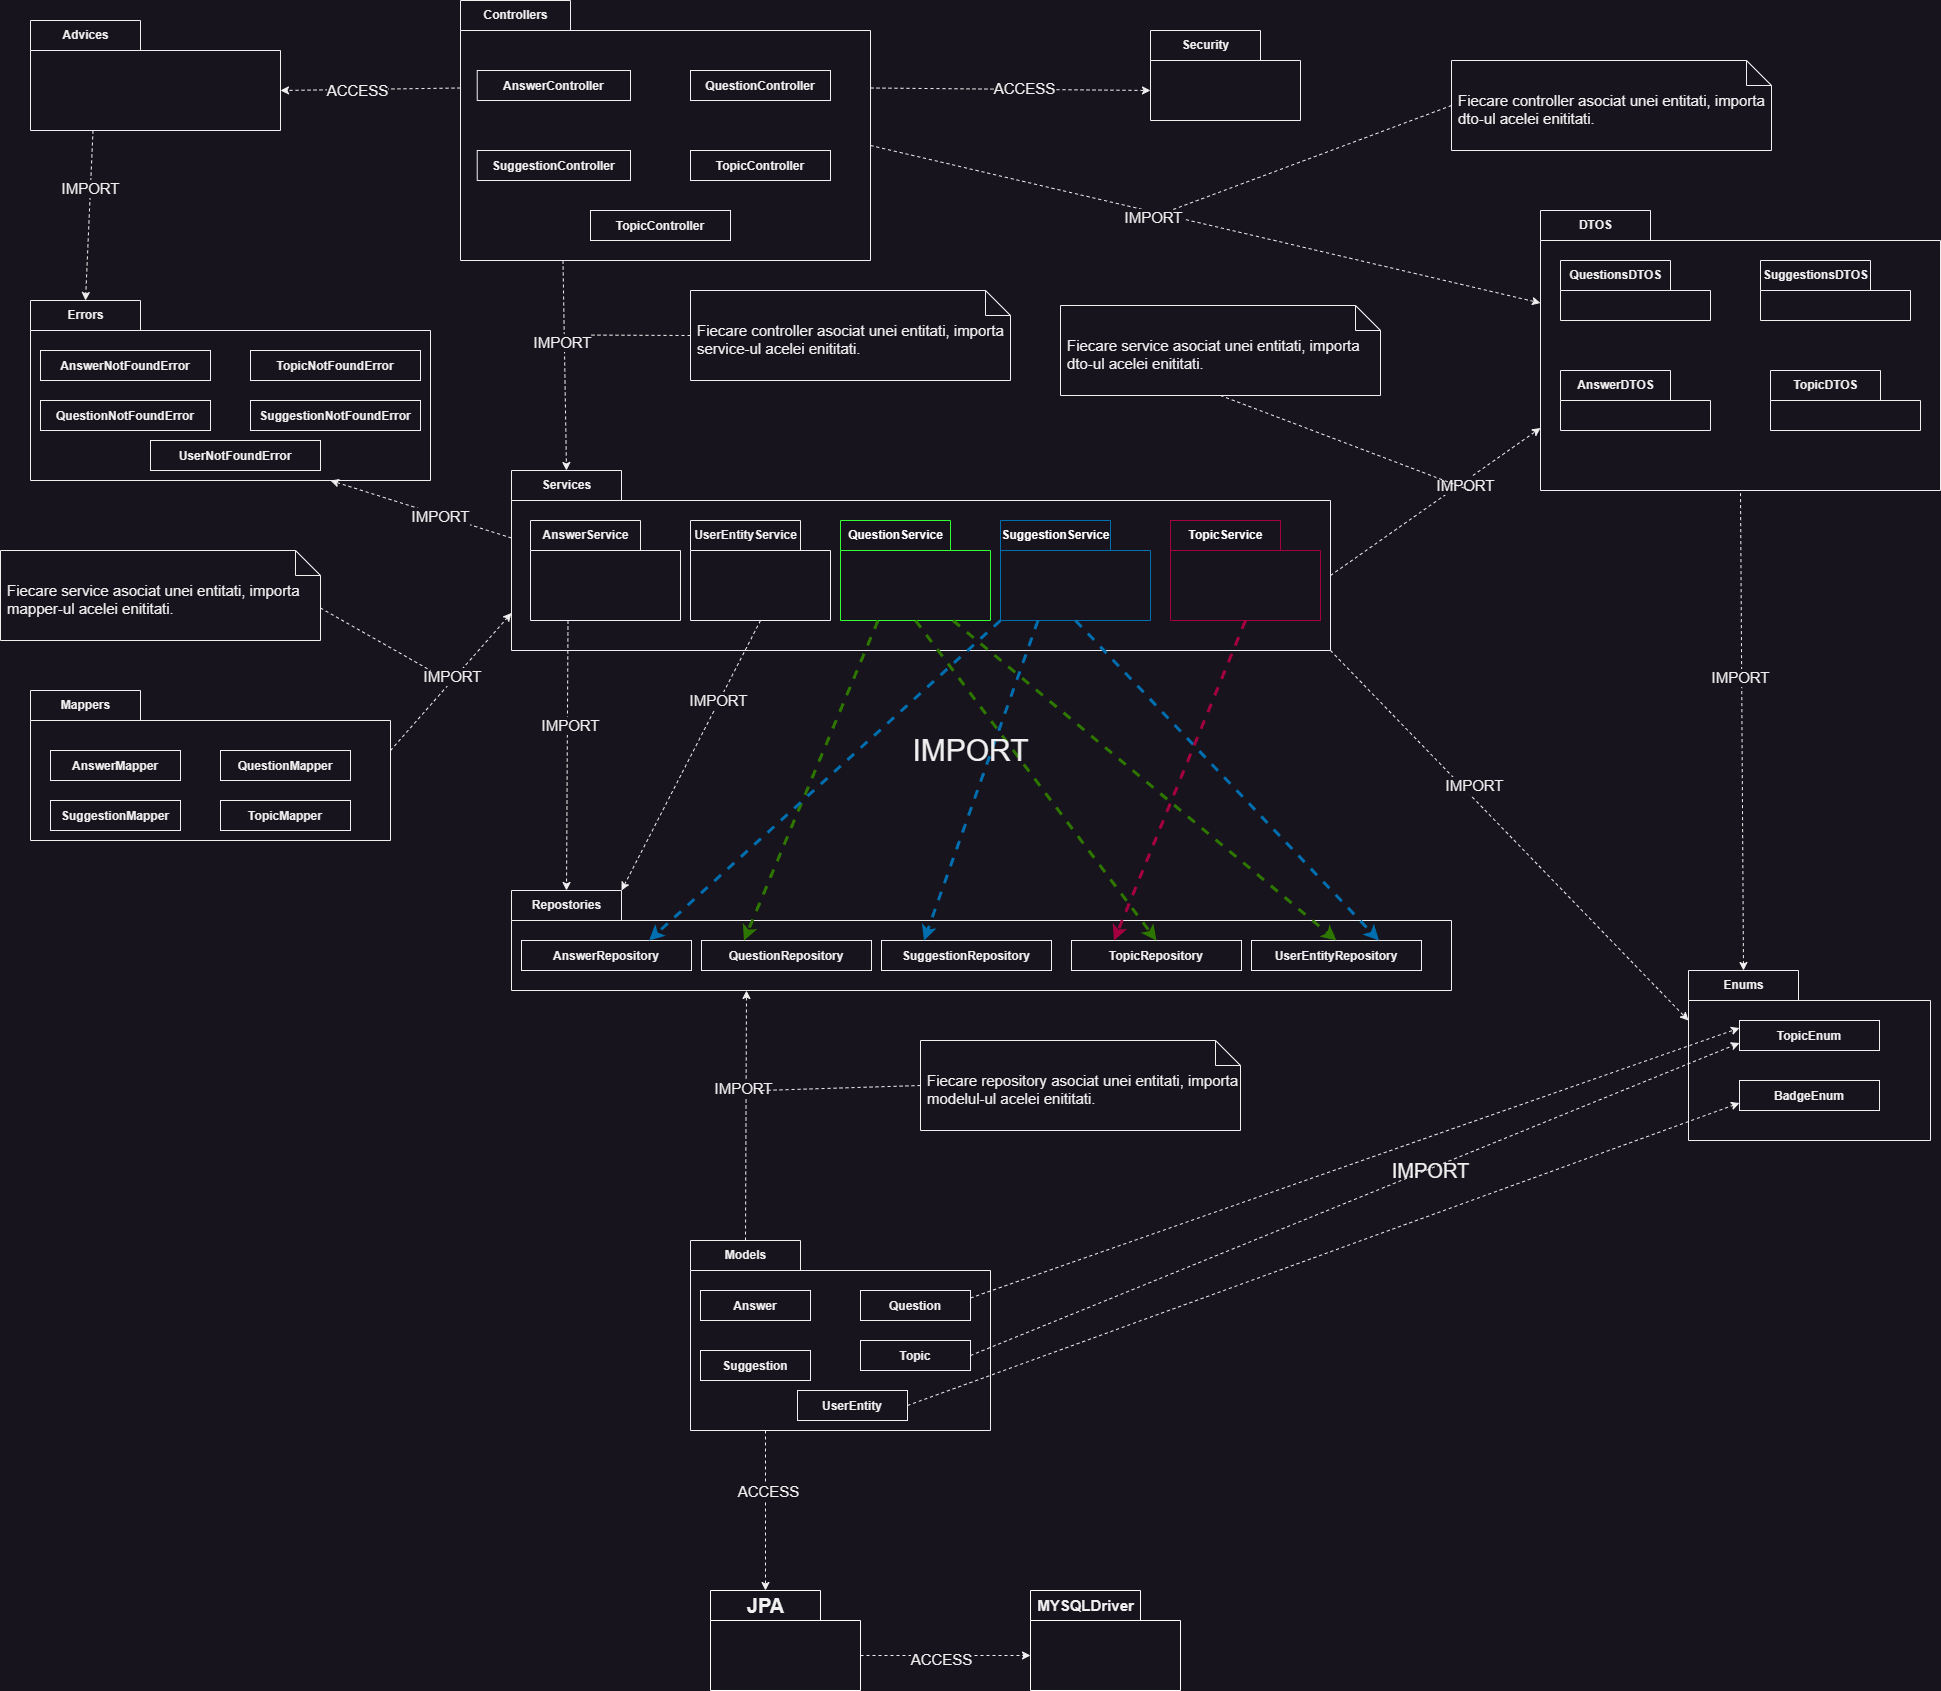 Controllers
Advices
Security
AnswerController
QuestionController
ACCESS
ACCESS
Fiecare controller asociat unei entitati, importa
dto-ul acelei enititati.
SuggestionController
TopicController
IMPORT
TopicController
IMPORT
DTOS
QuestionsDTOS
SuggestionsDTOS
Errors
Fiecare controller asociat unei entitati, importa
service-ul acelei enititati.
IMPORT
Fiecare service asociat unei entitati, importa
dto-ul acelei enititati.
AnswerNotFoundError
TopicNotFoundError
AnswerDTOS
TopicDTOS
QuestionNotFoundError
SuggestionNotFoundError
UserNotFoundError
Services
IMPORT
IMPORT
AnswerService
UserEntityService
QuestionService
SuggestionService
TopicService
Fiecare service asociat unei entitati, importa
mapper-ul acelei enititati.
IMPORT
IMPORT
Mappers
IMPORT
IMPORT
IMPORT
AnswerMapper
QuestionMapper
IMPORT
SuggestionMapper
TopicMapper
Repostories
AnswerRepository
QuestionRepository
SuggestionRepository
TopicRepository
UserEntityRepository
Enums
TopicEnum
IMPORT
Fiecare repository asociat unei entitati, importa
modelul-ul acelei enititati.
BadgeEnum
IMPORT
Models
Answer
Question
Topic
Suggestion
UserEntity
ACCESS
JPA
MYSQLDriver
ACCESS